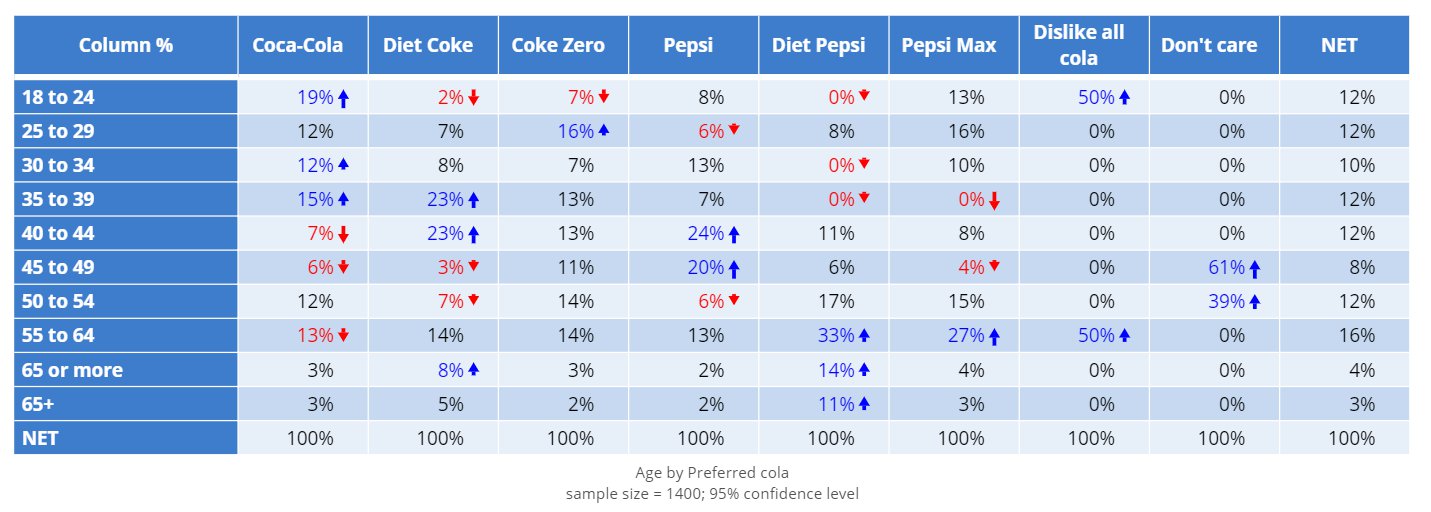 Column % Coca-Cola Diet Coke Coke Zero Pepsi Diet Pepsi Pepsi Max Dislike all cola Don't care NET
18 to 24 19% 2% 7% 8% 0% 13% 50% 0% 12%
25 to 29 12% 7% 16% 6% 8% 16% 0% 0% 12%
30 to 34 12% 8% 7% 13% 0% 10% 0% 0% 10%
35 to 39 15% 23% 13% 7% 0% 0% 0% 0% 12%
40 to 44 7% 23% 13% 24% 11% 8% 0% 0% 12%
45 to 49 6% 3% 11% 20% 6% 4% 0% 61% 8%
50 to 54 12% 7% 14% 6% 17% 15% 0% 39% 12%
55 to 64 13% 14% 14% 13% 33% 27% 50% 0% 16%
65 or more 3% 8% 3% 2% 14% 4% 0% 0% 4%
65+ 3% 5% 2% 2% 11% 3% 0% 0% 3%
NET 100% 100% 100% 100% 100% 100% 100% 100% 100%
Age by Preferred cola
sample size = 1400; 95% confidence level